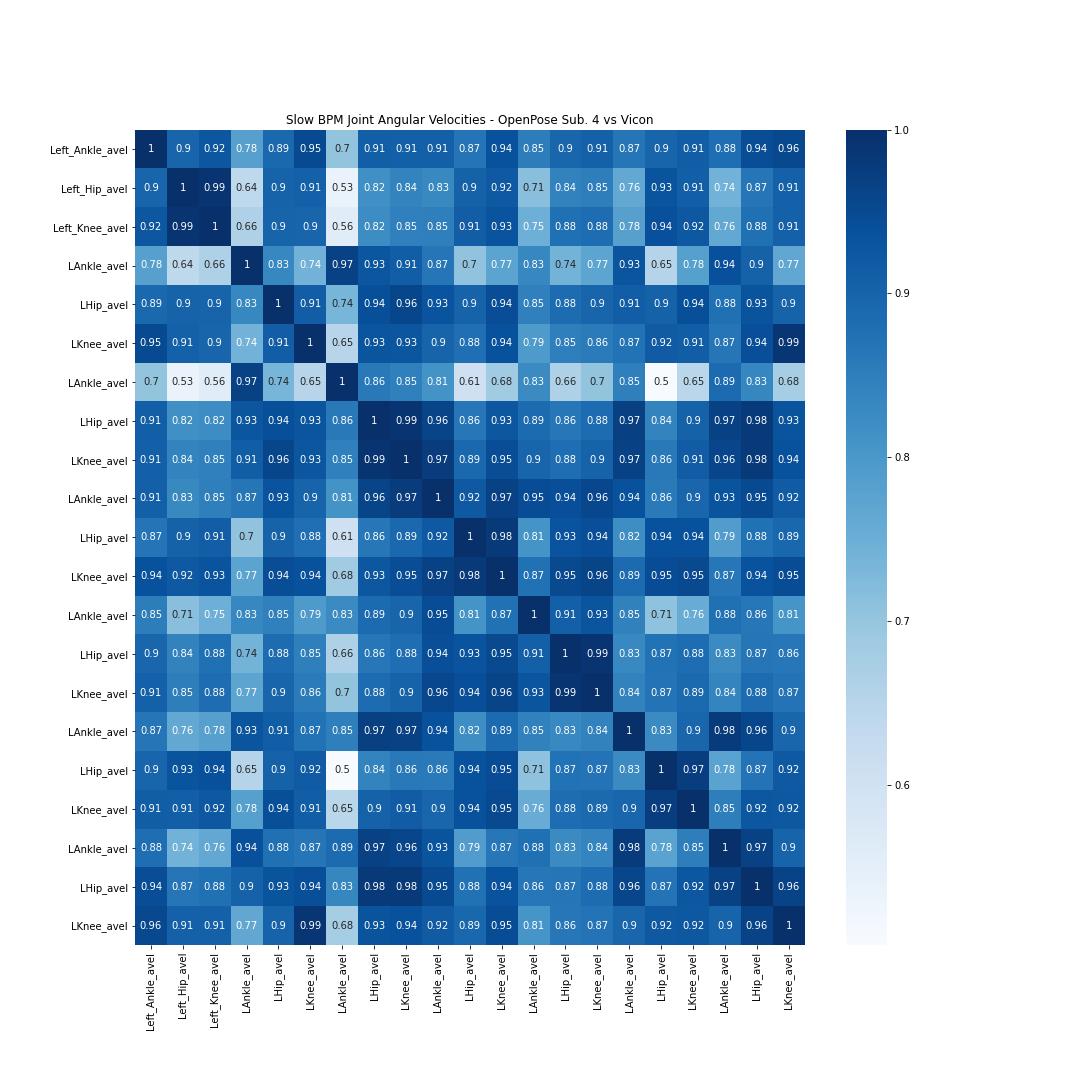 Slow BPM Joint Angular Velocities - OpenPose Sub. 4 vs Vicon
Left_Ankle_avel 1 0.9 0.92 0.78 0.89 0.95 0.7 0.91 0.91 0.91 0.87 0.94 0.85 0.9 0.91 0.87 0.9 0.91 0.88 0.94 0.96
Left_Hip_avel 0.9 1 0.99 0.64 0.9 0.91 0.53 0.82 0.84 0.83 0.9 0.92 0.71 0.84 0.85 0.76 0.93 0.91 0.74 0.87 0.91
Left_Knee_avel 0.92 0.99 1 0.66 0.9 0.9 0.56 0.82 0.85 0.85 0.91 0.93 0.75 0.88 0.88 0.78 0.94 0.92 0.76 0.88 0.91
LAnkle_avel 0.78 0.64 0.66 1 0.83 0.74 0.97 0.93 0.91 0.87 0.7 0.77 0.83 0.74 0.77 0.93 0.65 0.78 0.94 0.9 0.77
LHip_avel 0.89 0.9 0.9 0.83 1 0.91 0.74 0.94 0.96 0.93 0.9 0.94 0.85 0.88 0.9 0.91 0.9 0.94 0.88 0.93 0.9
LKnee_avel 0.95 0.91 0.9 0.74 0.91 1 0.65 0.93 0.93 0.9 0.88 0.94 0.79 0.85 0.86 0.87 0.92 0.91 0.87 0.94 0.99
LAnkle_avel 0.7 0.53 0.56 0.97 0.74 0.65 1 0.86 0.85 0.81 0.61 0.68 0.83 0.66 0.7 0.85 0.5 0.65 0.89 0.83 0.68
LHip_avel 0.91 0.82 0.82 0.93 0.94 0.93 0.86 1 0.99 0.96 0.86 0.93 0.89 0.86 0.88 0.97 0.84 0.9 0.97 0.98 0.93
LKnee_avel 0.91 0.84 0.85 0.91 0.96 0.93 0.85 0.99 1 0.97 0.89 0.95 0.9 0.88 0.9 0.97 0.86 0.91 0.96 0.98 0.94
LAnkle_avel 0.91 0.83 0.85 0.87 0.93 0.9 0.81 0.96 0.97 1 0.92 0.97 0.95 0.94 0.96 0.94 0.86 0.9 0.93 0.95 0.92
LHip_avel 0.87 0.9 0.91 0.7 0.9 0.88 0.61 0.86 0.89 0.92 1 0.98 0.81 0.93 0.94 0.82 0.94 0.94 0.79 0.88 0.89
LKnee_avel 0.94 0.92 0.93 0.77 0.94 0.94 0.68 0.93 0.95 0.97 0.98 1 0.87 0.95 0.96 0.89 0.95 0.95 0.87 0.94 0.95
LAnkle_avel 0.85 0.71 0.75 0.83 0.85 0.79 0.83 0.89 0.9 0.95 0.81 0.87 1 0.91 0.93 0.85 0.71 0.76 0.88 0.86 0.81
LHip_avel 0.9 0.84 0.88 0.74 0.88 0.85 0.66 0.86 0.88 0.94 0.93 0.95 0.91 1 0.99 0.83 0.87 0.88 0.83 0.87 0.86
LKnee_avel 0.91 0.85 0.88 0.77 0.9 0.86 0.7 0.88 0.9 0.96 0.94 0.96 0.93 0.99 1 0.84 0.87 0.89 0.84 0.88 0.87
LAnkle_avel 0.87 0.76 0.78 0.93 0.91 0.87 0.85 0.97 0.97 0.94 0.82 0.89 0.85 0.83 0.84 1 0.83 0.9 0.98 0.96 0.9
LHip_avel 0.9 0.93 0.94 0.65 0.9 0.92 0.5 0.84 0.86 0.86 0.94 0.95 0.71 0.87 0.87 0.83 1 0.97 0.78 0.87 0.92
LKnee_avel 0.91 0.91 0.92 0.78 0.94 0.91 0.65 0.9 0.91 0.9 0.94 0.95 0.76 0.88 0.89 0.9 0.97 1 0.85 0.92 0.92
LAnkle_avel 0.88 0.74 0.76 0.94 0.88 0.87 0.89 0.97 0.96 0.93 0.79 0.87 0.88 0.83 0.84 0.98 0.78 0.85 1 0.97 0.9
LHip_avel 0.94 0.87 0.88 0.9 0.93 0.94 0.83 0.98 0.98 0.95 0.88 0.94 0.86 0.87 0.88 0.96 0.87 0.92 0.97 1 0.96
LKnee_avel 0.96 0.91 0.91 0.77 0.9 0.99 0.68 0.93 0.94 0.92 0.89 0.95 0.81 0.86 0.87 0.9 0.92 0.92 0.9 0.96 1
Left_Ankle_avel
Left_Hip_avel
Left_Knee_avel
LAnkle_avel
LHip_avel
LKnee_avel
LAnkle_avel
LHip_avel
LKnee_avel
LAnkle_avel
LHip_avel
LKnee_avel
LAnkle_avel
LHip_avel
LKnee_avel
LAnkle_avel
LHip_avel
LKnee_avel
LAnkle_avel
LHip_avel
LKnee_avel
1.0
0.9
0.8
0.7
0.6